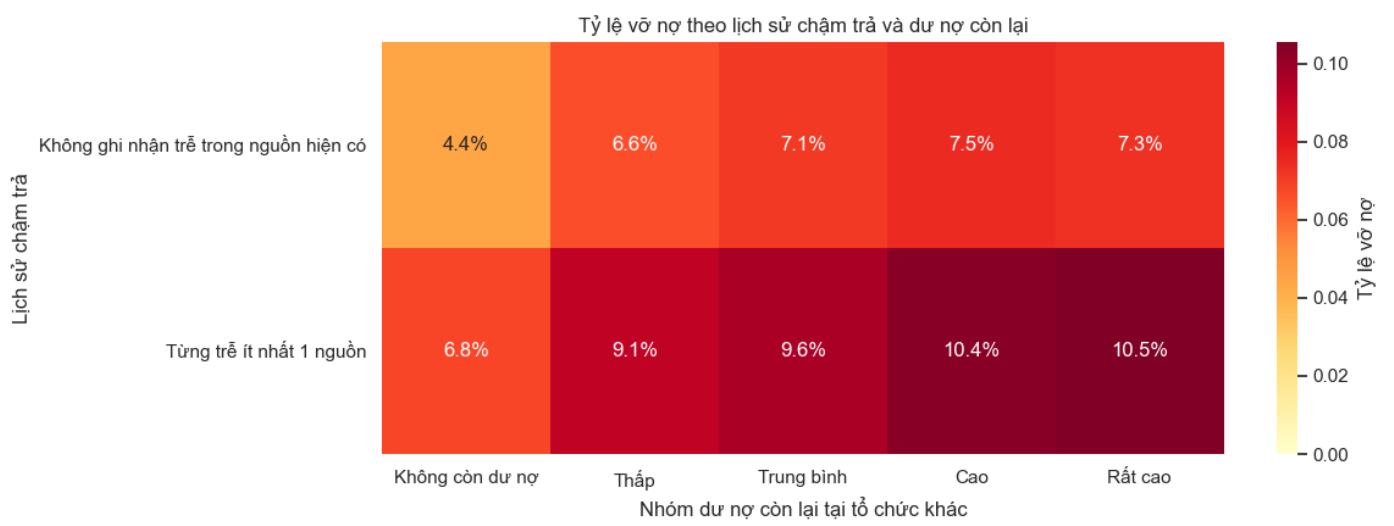 Tỷ lệ vỡ nợ theo lịch sử chậm trả và dư nợ còn lại
Lịch sử chậm trả
Không ghi nhận trễ trong nguồn hiện có
4.4% 6.6% 7.1% 7.5% 7.3%
Từng trễ ít nhất 1 nguồn
6.8% 9.1% 9.6% 10.4% 10.5%
Không còn dư nợ Thấp Trung bình Cao Rất cao
Nhóm dư nợ còn lại tại tổ chức khác
0.10
0.08
0.06
0.04
0.02
0.00
Tỷ lệ vỡ nợ